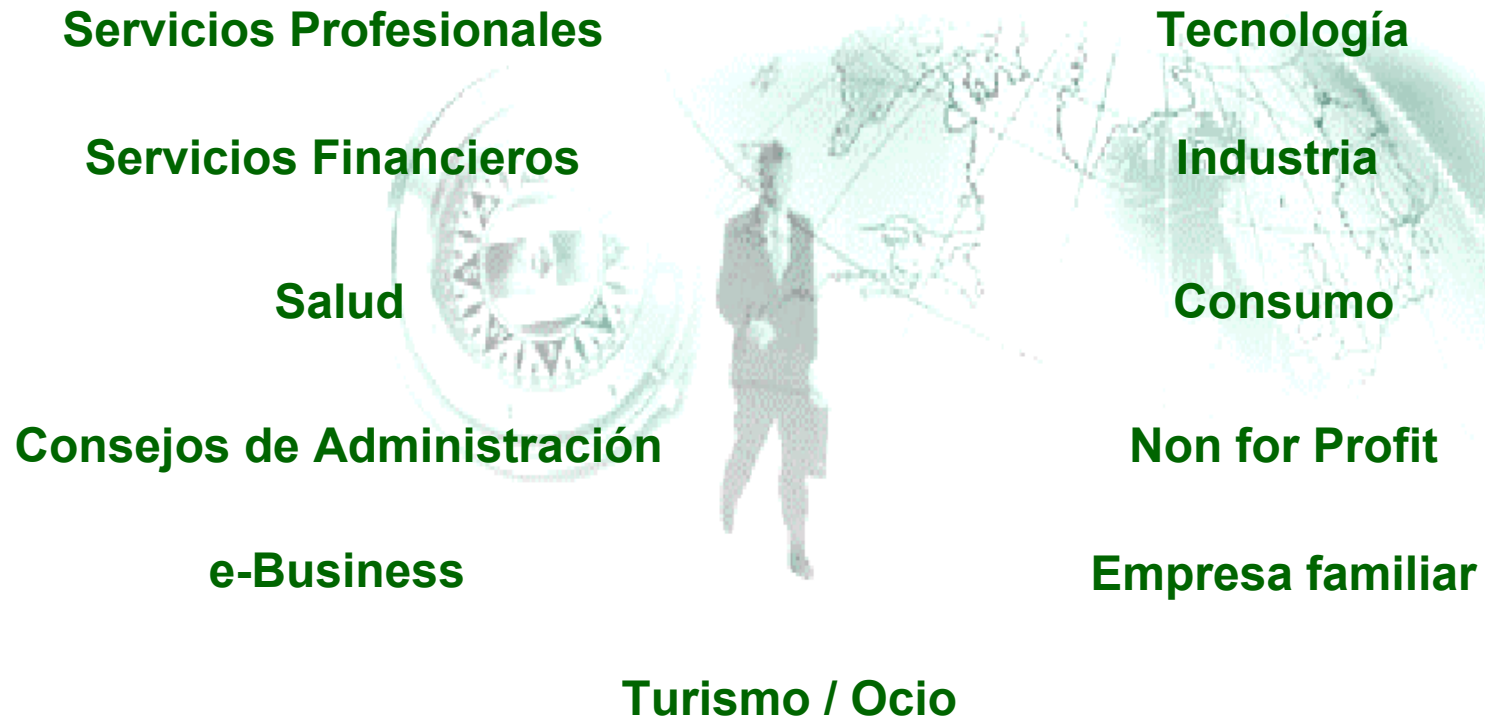 Servicios Profesionales
Tecnología
Servicios Financieros
Industria
Salud
Consumo
Consejos de Administración
Non for Profit
e-Business
Empresa familiar
Turismo / Ocio